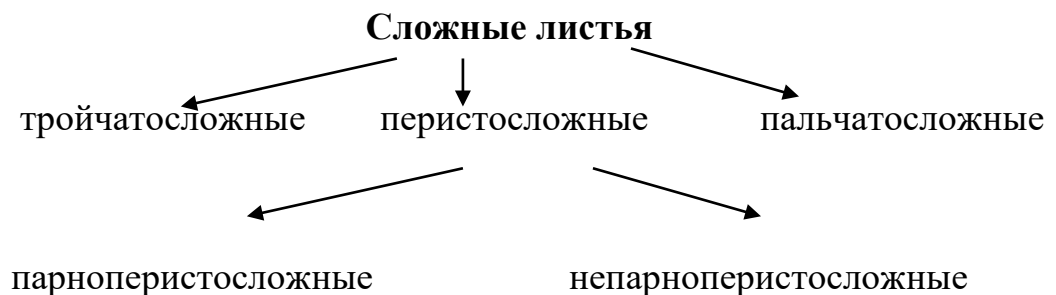 Сложные листья
тройчатосложные перистосложные пальчатосложные
парноперистосложные непарноперистосложные